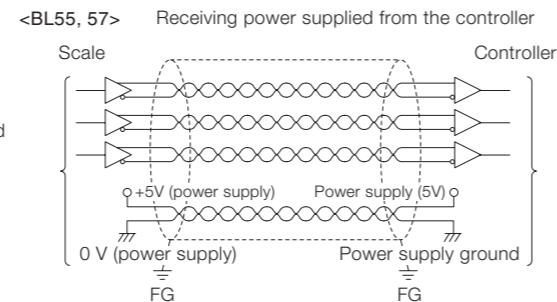 <BL55, 57> Receiving power supplied from the controller
Scale Controller
d
+5V (power supply) Power supply (5V)
0 V (power supply) Power supply ground
FG FG